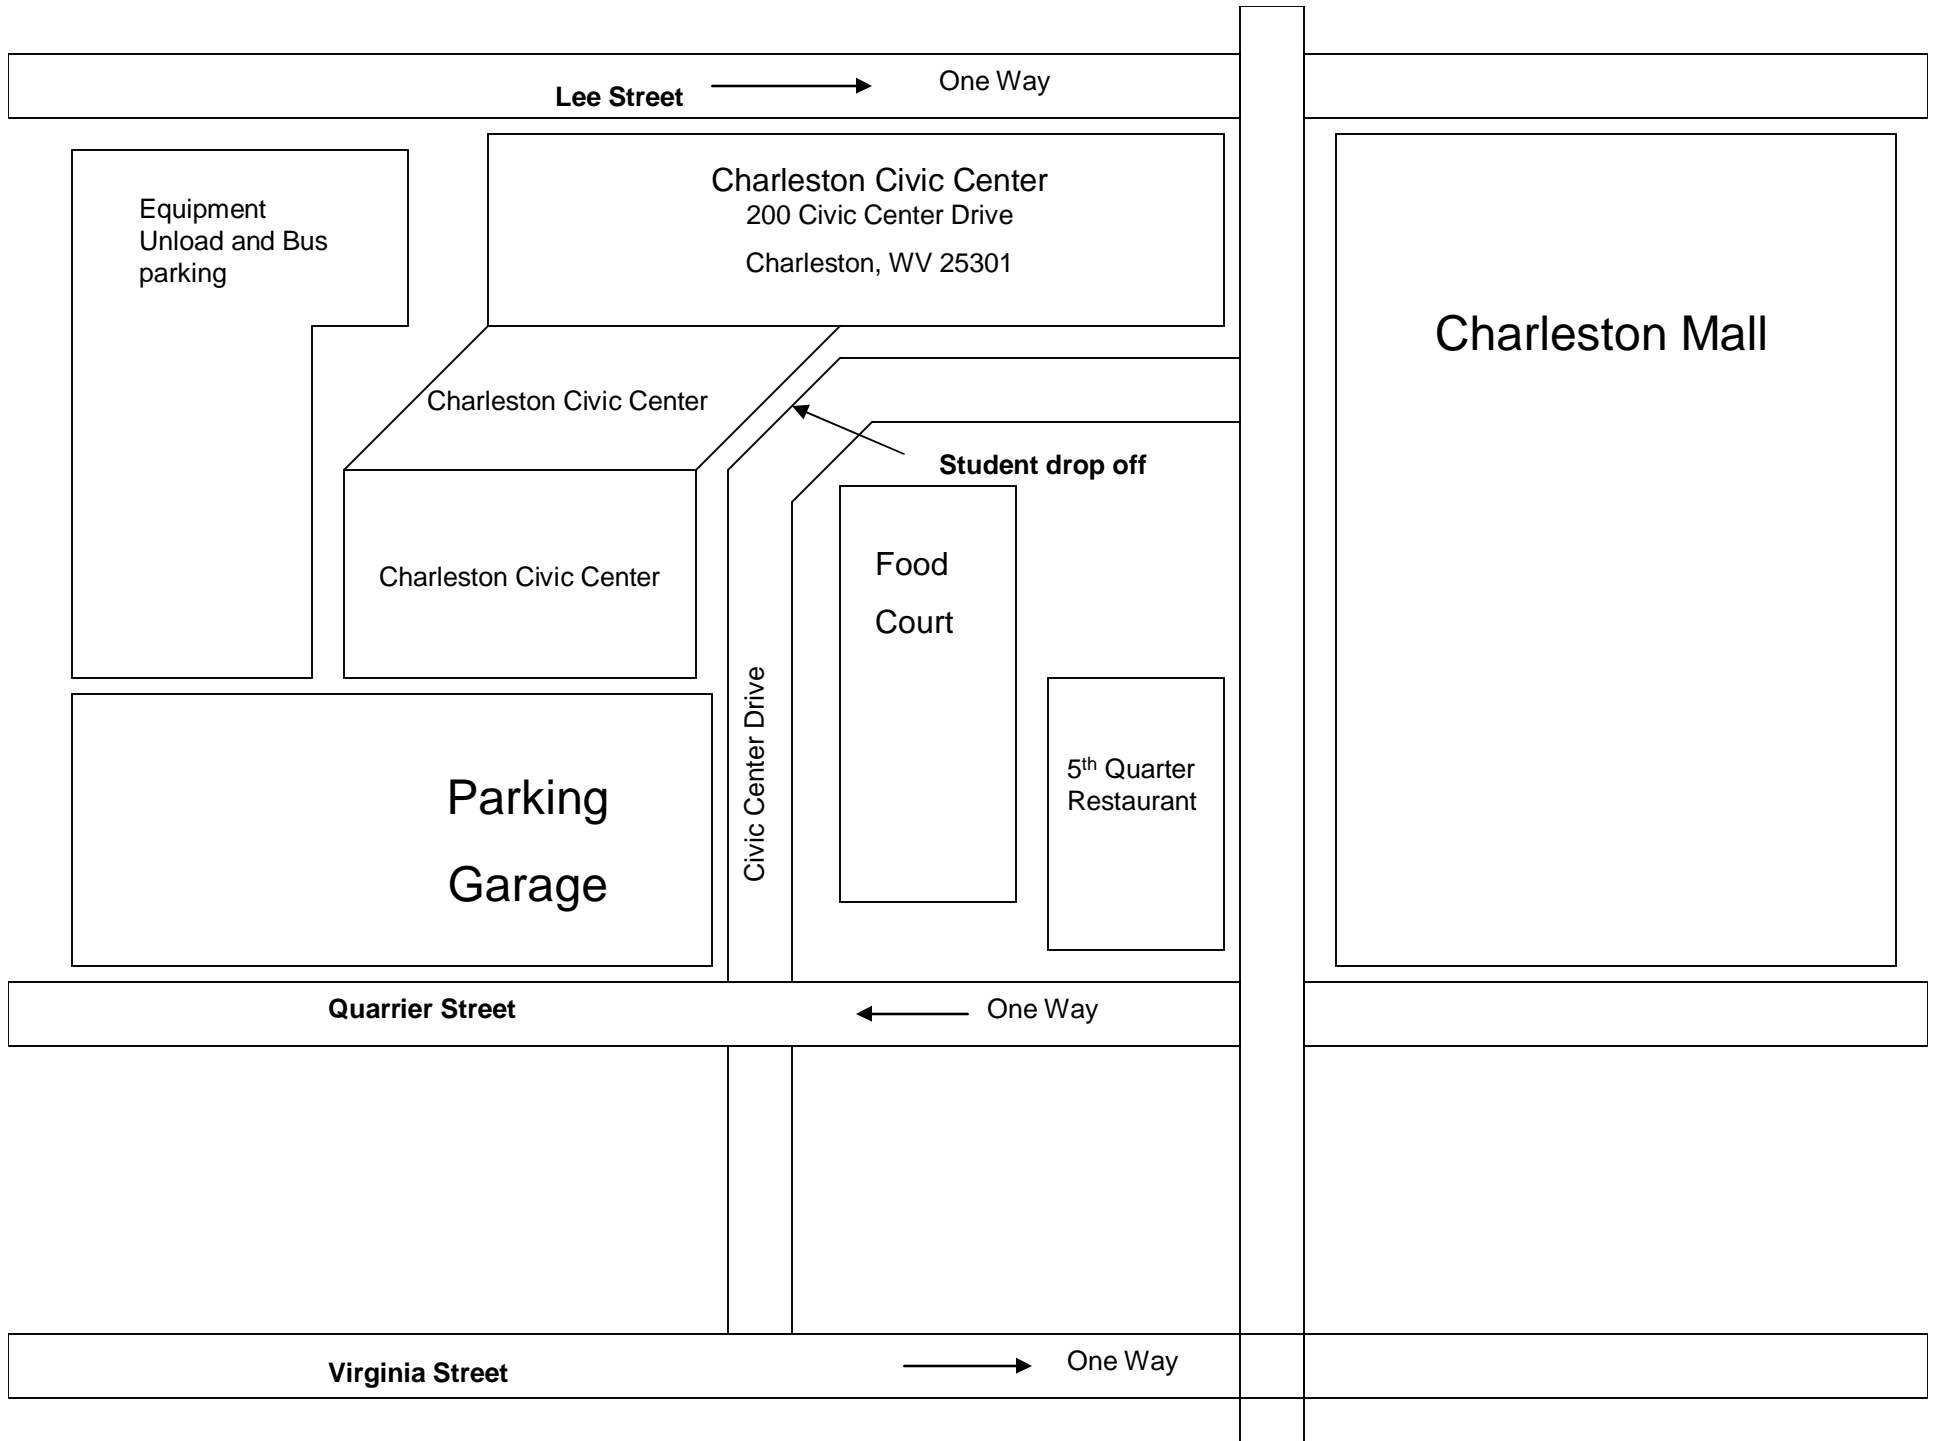 Lee Street
One Way
Equipment
Unload and Bus
parking
Charleston Civic Center
200 Civic Center Drive
Charleston, WV 25301
Charleston Mall
Charleston Civic Center
Student drop off
Charleston Civic Center
Food
Court
Civic Center Drive
5th Quarter
Restaurant
Parking
Garage
Quarrier Street
One Way
Virginia Street
One Way